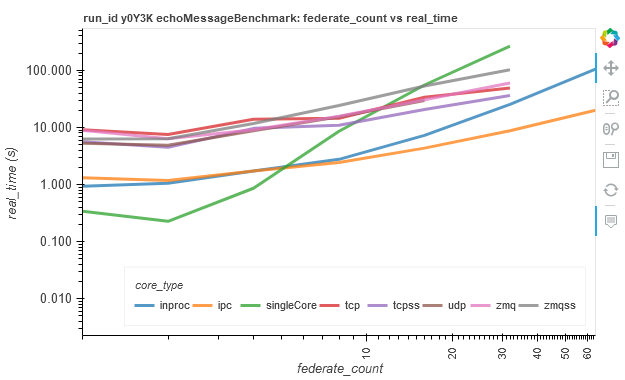 run_id y0Y3K echoMessageBenchmark: federate_count vs real_time
100.000
10.000
1.000
0.100
0.010
real_time (s)
core_type
inproc ipc singleCore tcp tcpss udp zmq zmqss
10 20 30 40 50 60
federate_count